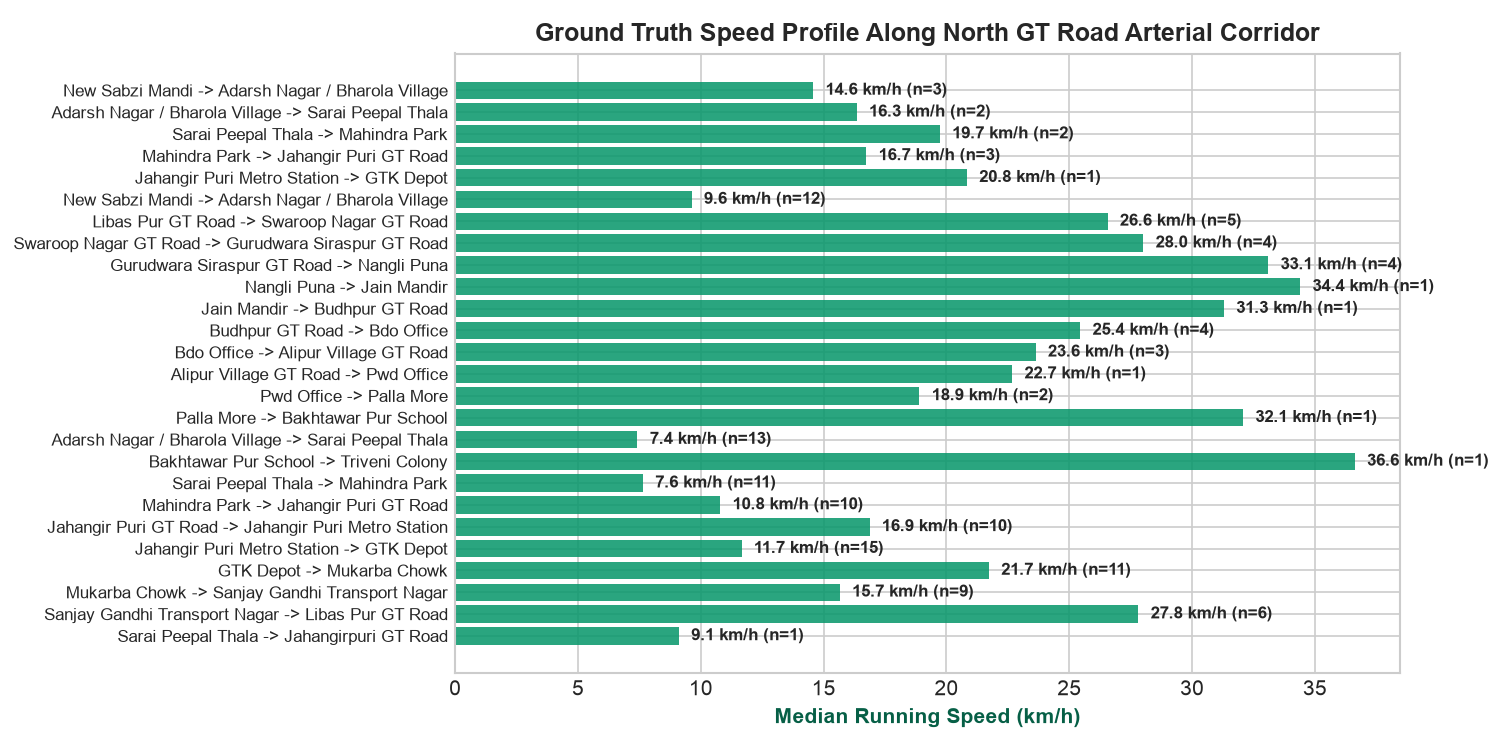 Ground Truth Speed Profile Along North GT Road Arterial Corridor
New Sabzi Mandi -> Adarsh Nagar / Bharola Village 14.6 km/h (n=3)
Adarsh Nagar / Bharola Village -> Sarai Peepal Thala 16.3 km/h (n=2)
Sarai Peepal Thala -> Mahindra Park 19.7 km/h (n=2)
Mahindra Park -> Jahangir Puri GT Road 16.7 km/h (n=3)
Jahangir Puri Metro Station -> GTK Depot 20.8 km/h (n=1)
New Sabzi Mandi -> Adarsh Nagar / Bharola Village 9.6 km/h (n=12)
Libas Pur GT Road -> Swaroop Nagar GT Road 26.6 km/h (n=5)
Swaroop Nagar GT Road -> Gurudwara Siraspur GT Road 28.0 km/h (n=4)
Gurudwara Siraspur GT Road -> Nangli Puna 33.1 km/h (n=4)
Nangli Puna -> Jain Mandir 34.4 km/h (n=1)
Jain Mandir -> Budhpur GT Road 31.3 km/h (n=1)
Budhpur GT Road -> Bdo Office 25.4 km/h (n=4)
Bdo Office -> Alipur Village GT Road 23.6 km/h (n=3)
Alipur Village GT Road -> Pwd Office 22.7 km/h (n=1)
Pwd Office -> Palla More 18.9 km/h (n=2)
Palla More -> Bakhtawar Pur School 32.1 km/h (n=1)
Adarsh Nagar / Bharola Village -> Sarai Peepal Thala 7.4 km/h (n=13)
Bakhtawar Pur School -> Triveni Colony 36.6 km/h (n=1)
Sarai Peepal Thala -> Mahindra Park 7.6 km/h (n=11)
Mahindra Park -> Jahangir Puri GT Road 10.8 km/h (n=10)
Jahangir Puri GT Road -> Jahangir Puri Metro Station 16.9 km/h (n=10)
Jahangir Puri Metro Station -> GTK Depot 11.7 km/h (n=15)
GTK Depot -> Mukarba Chowk 21.7 km/h (n=11)
Mukarba Chowk -> Sanjay Gandhi Transport Nagar 15.7 km/h (n=9)
Sanjay Gandhi Transport Nagar -> Libas Pur GT Road 27.8 km/h (n=6)
Sarai Peepal Thala -> Jahangirpuri GT Road 9.1 km/h (n=1)
0 5 10 15 20 25 30 35
Median Running Speed (km/h)